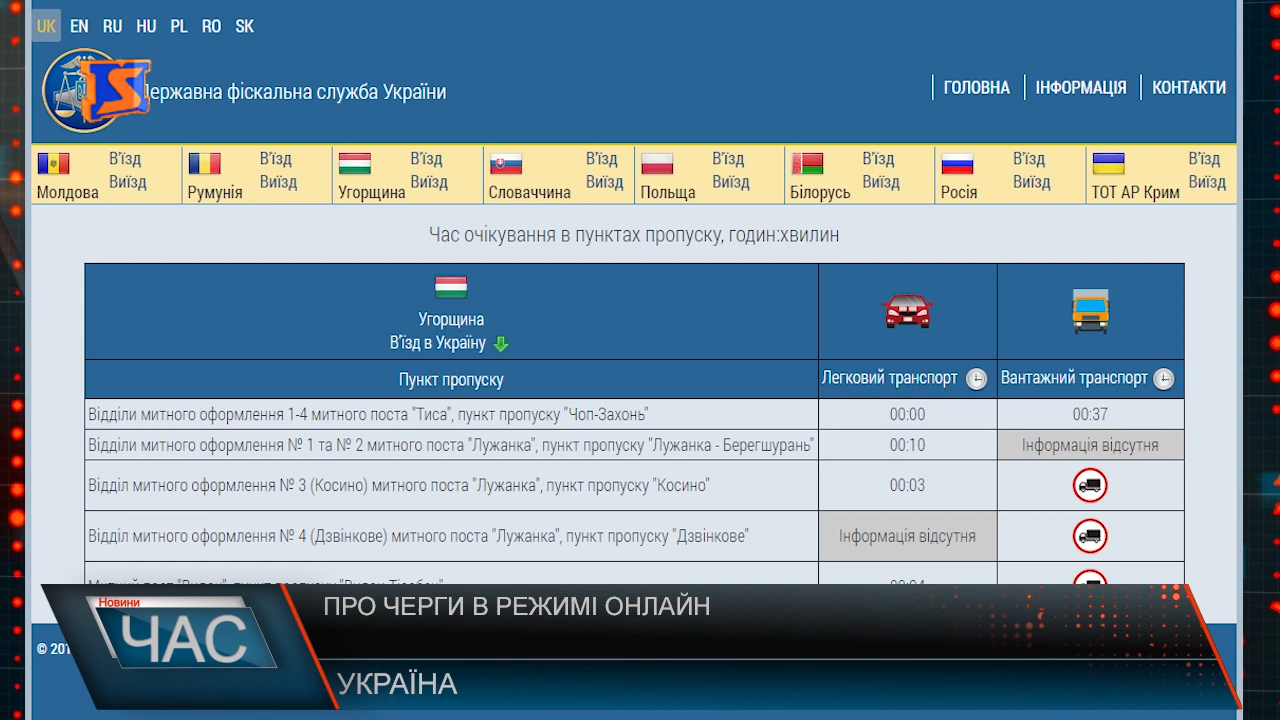 UK EN RU HU PL RO SK
Державна фіскальна служба України
ГОЛОВНА ІНФОРМАЦІЯ КОНТАКТИ
Молдова В'їзд Виїзд
Румунія В'їзд Виїзд
Угорщина В'їзд Виїзд
Словаччина В'їзд Виїзд
Польща В'їзд Виїзд
Білорусь В'їзд Виїзд
Росія В'їзд Виїзд
ТОТ АР Крим В'їзд Виїзд
Час очікування в пунктах пропуску, годин:хвилин
Угорщина
В'їзд в Україну
Пункт пропуску Легковий транспорт Вантажний транспорт
Відділи митного оформлення 1-4 митного поста "Тиса", пункт пропуску "Чоп-Захонь" 00:00 00:37
Відділи митного оформлення № 1 та № 2 митного поста "Лужанка", пункт пропуску "Лужанка - Берегшурань" 00:10 Інформація відсутня
Відділ митного оформлення № 3 (Косино) митного поста "Лужанка", пункт пропуску "Косино" 00:03
Відділ митного оформлення № 4 (Дзвінкове) митного поста "Лужанка", пункт пропуску "Дзвінкове" Інформація відсутня
Новини
ЧАС
ПРО ЧЕРГИ В РЕЖИМІ ОНЛАЙН
УКРАЇНА
© 201